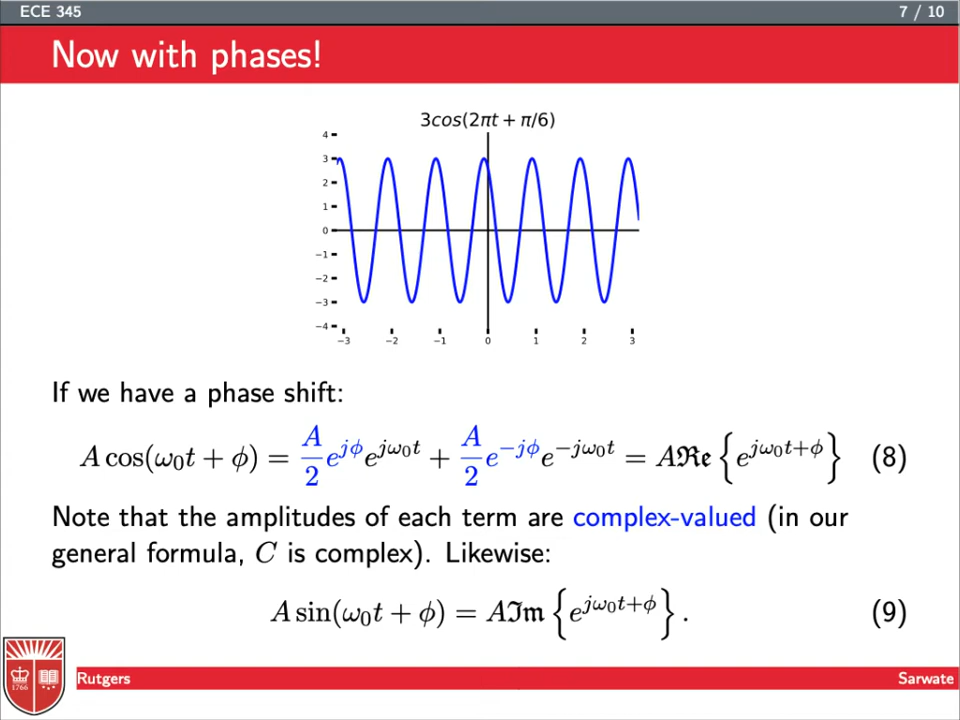 ECE 345 7 / 10
Now with phases!
3cos(2πt + π/6)
4
3
2
1
0
−1
−2
−3
−4
−3 −2 −1 0 1 2 3
If we have a phase shift:
A cos(ω₀t + ϕ) = A/2 e^{jϕ} e^{jω₀t} + A/2 e^{−jϕ} e^{−jω₀t} = A𝕽𝖊 { e^{jω₀t+ϕ} } (8)
Note that the amplitudes of each term are complex-valued (in our
general formula, C is complex). Likewise:
A sin(ω₀t + ϕ) = A𝕴𝖒 { e^{jω₀t+ϕ} } . (9)
1766
Rutgers Sarwate